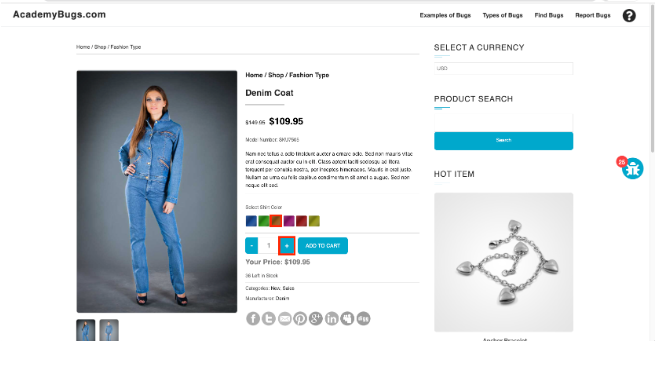 AcademyBugs.com
Examples of Bugs
Types of Bugs
Find Bugs
Report Bugs
?
Home / Shop / Fashion Type
Home / Shop / Fashion Type
Denim Coat
$149.95 $109.95
Model Number: SKU7563
Select Shirt Color
- 1 +
ADD TO CART
Your Price: $109.95
Left in Stock
Categories: New, Sales
Manufacturer: Denim
SELECT A CURRENCY
USD
PRODUCT SEARCH
Search
25
HOT ITEM
Anchor Bracelet